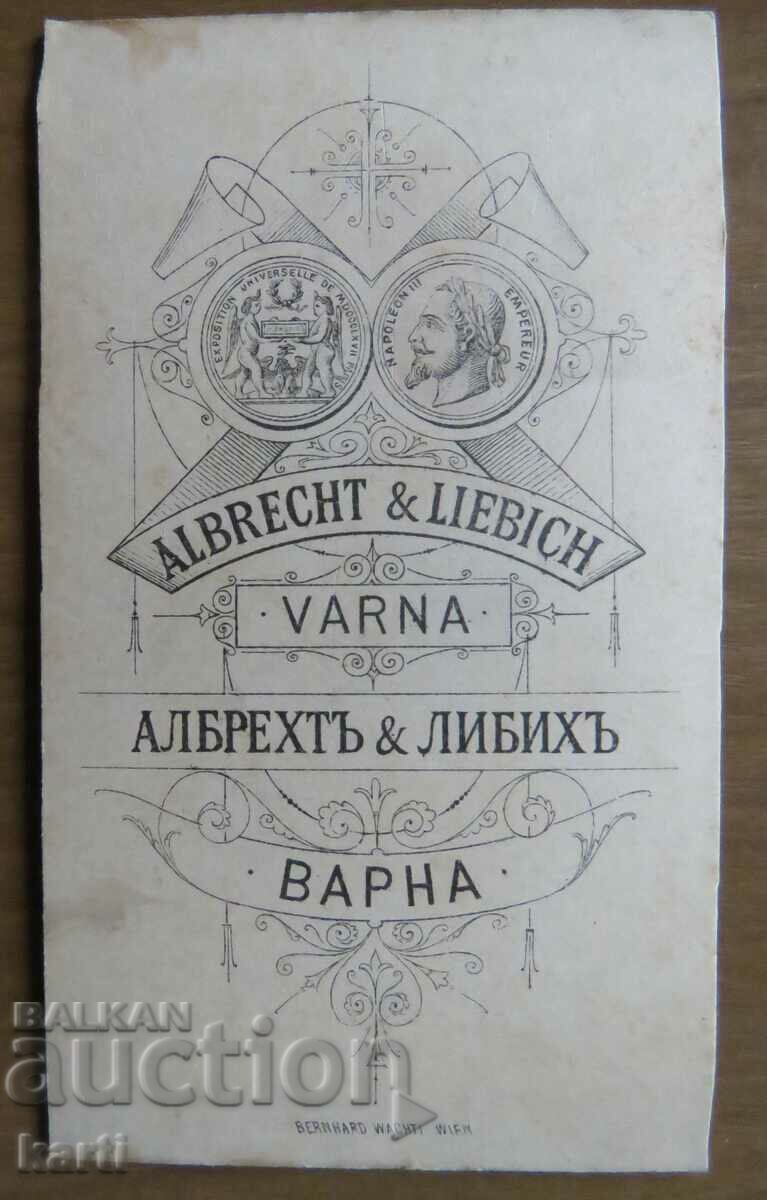 EXPOSITION UNIVERSELLE DE MDCCCLXVII PARIS
NAPOLEON III EMPEREUR
ALBRECHT & LIEBICH
· VARNA ·
АЛБРЕХТЪ & ЛИБИХЪ
· ВАРНА ·
BERNHARD WACHTL WIEN
BALKAN
auction
karti